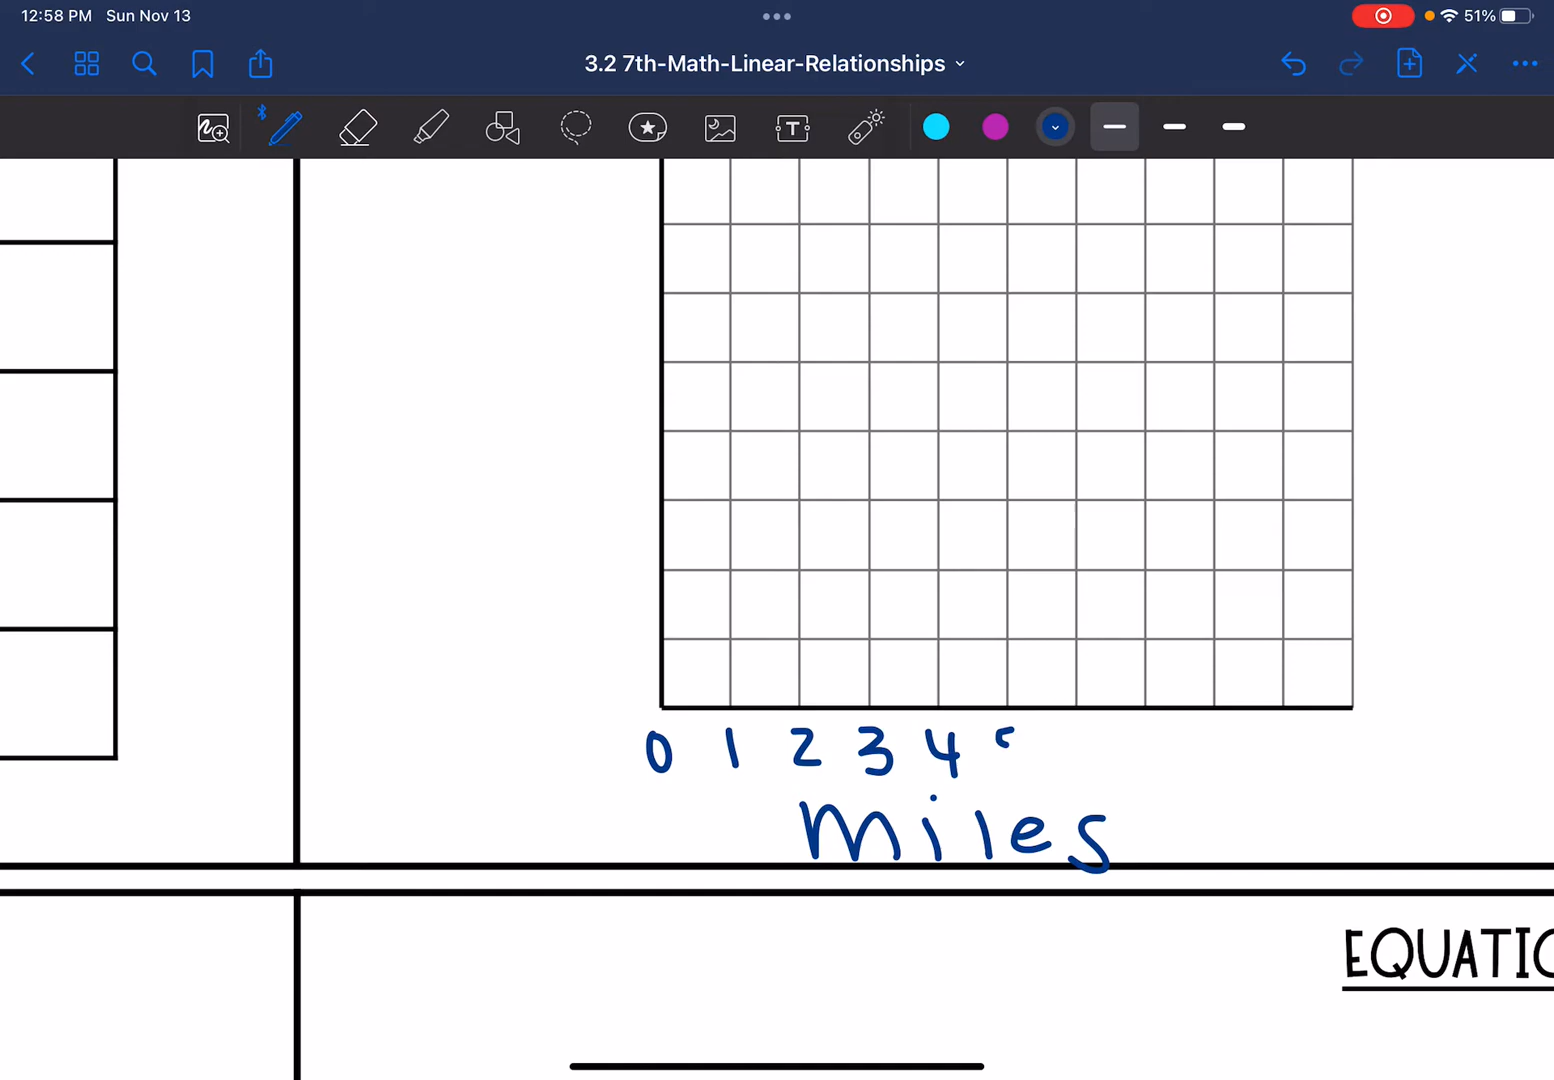 12:58 PM Sun Nov 13
51%
3.2 7th-Math-Linear-Relationships
T
0 1 2 3 4
miles
EQUATIO